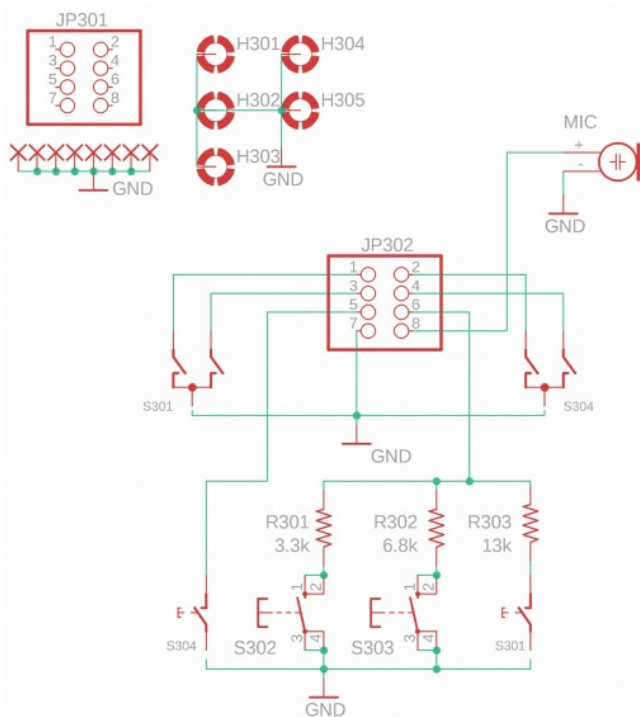 JP301
1 2
3 4
5 6
7 8
GND
H301 H304
H302 H305
H303
GND
MIC
+
-
GND
JP302
1 2
3 4
5 6
7 8
S301
S304
GND
R301 R302 R303
3.3k 6.8k 13k
1 2 1 2
3 4 3 4
S304 S302 S303 S301
GND